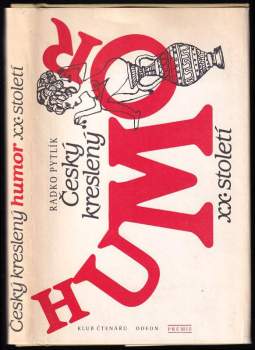 Český kreslený humor xx. století
RADKO PYTLÍK
Český
kreslený
HUMOR
xx. století
KLUB ČTENÁŘŮ ODEON PREMIE